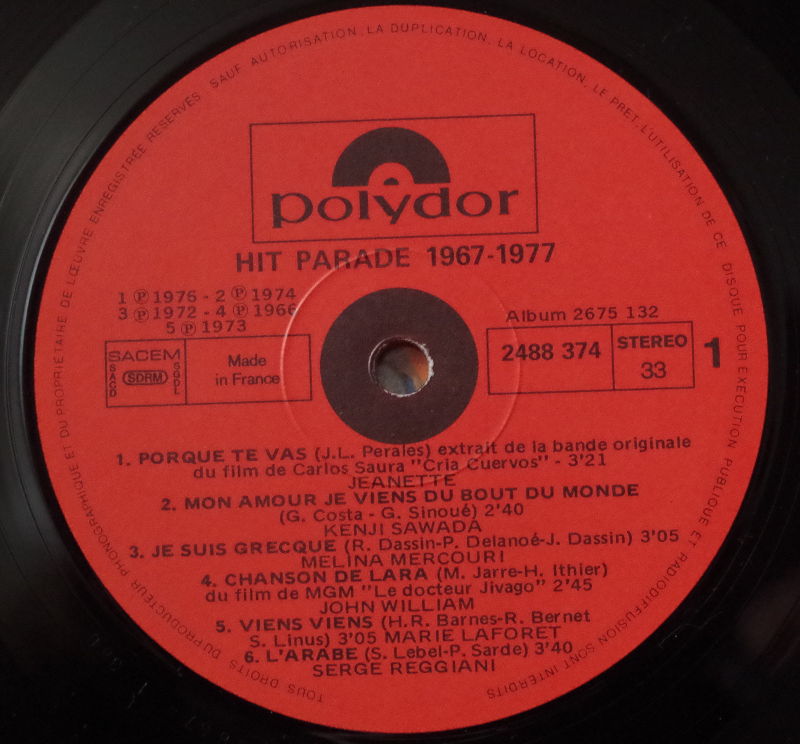 TOUS DROITS DU PRODUCTEUR PHONOGRAPHIQUE ET DU PROPRIÉTAIRE DE L'ŒUVRE ENREGISTRÉE RÉSERVÉS SAUF AUTORISATION, LA DUPLICATION, LA LOCATION, LE PRÊT, L'UTILISATION DE CE DISQUE POUR EXÉCUTION PUBLIQUE ET RADIODIFFUSION SONT INTERDITS
polydor
HIT PARADE 1967-1977
1 ℗ 1976 - 2 ℗ 1974
3 ℗ 1972 - 4 ℗ 1966
5 ℗ 1973
Album 2675 132
SACEM
SACD
SDRM
SGDL
Made
in France
2488 374
STEREO
33
1
1. PORQUE TE VAS (J.L. Perales) extrait de la bande originale
du film de Carlos Saura "Cria Cuervos" - 3'21
JEANETTE
2. MON AMOUR JE VIENS DU BOUT DU MONDE
(G. Costa - G. Sinoué) 2'40
KENJI SAWADA
3. JE SUIS GRECQUE (R. Dassin-P. Delanoé-J. Dassin) 3'05
MELINA MERCOURI
4. CHANSON DE LARA (M. Jarre-H. Ithier)
du film de MGM "Le docteur Jivago" 2'45
JOHN WILLIAM
5. VIENS VIENS (H.R. Barnes-R. Bernet
S. Linus) 3'05 MARIE LAFORET
6. L'ARABE (S. Lebel-P. Sarde) 3'40
SERGE REGGIANI